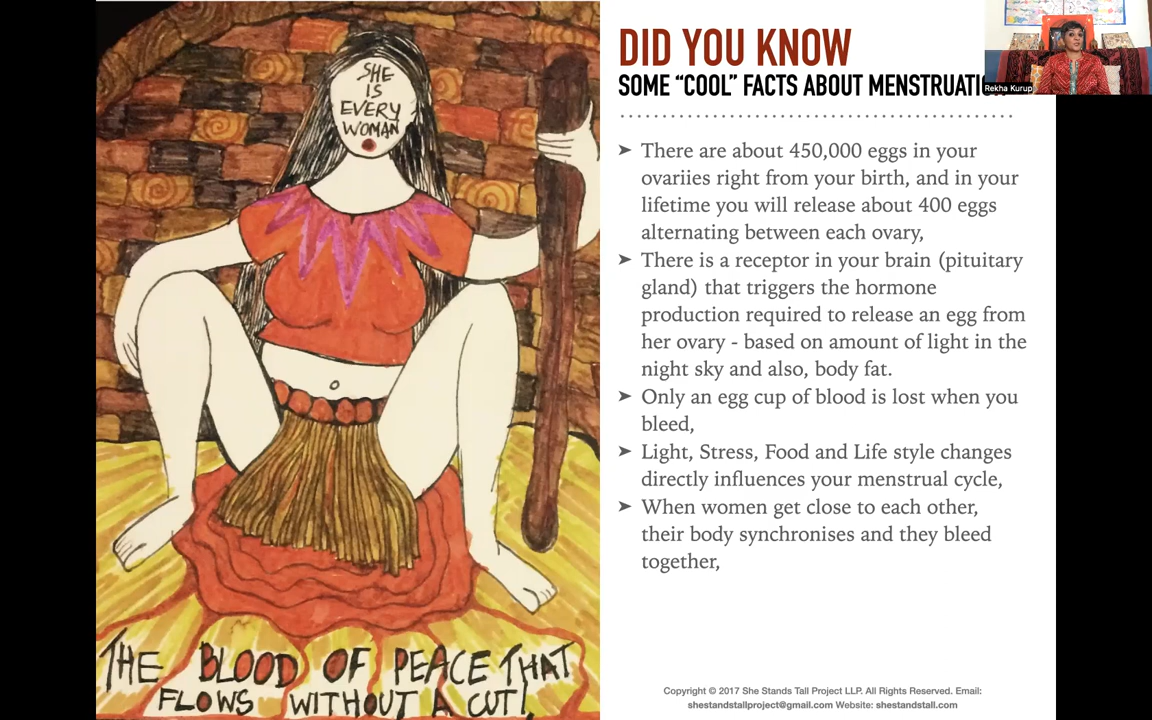 SHE
IS
EVERY
WOMAN
THE BLOOD OF PEACE THAT
FLOWS WITHOUT A CUT!
DID YOU KNOW
SOME “COOL” FACTS ABOUT
Rekha Kurup
➤ There are about 450,000 eggs in your
ovariies right from your birth, and in your
lifetime you will release about 400 eggs
alternating between each ovary,
➤ There is a receptor in your brain (pituitary
gland) that triggers the hormone
production required to release an egg from
her ovary - based on amount of light in the
night sky and also, body fat.
➤ Only an egg cup of blood is lost when you
bleed,
➤ Light, Stress, Food and Life style changes
directly influences your menstrual cycle,
➤ When women get close to each other,
their body synchronises and they bleed
together,
Copyright © 2017 She Stands Tall Project LLP. All Rights Reserved. Email:
shestandstallproject@gmail.com Website: shestandstall.com